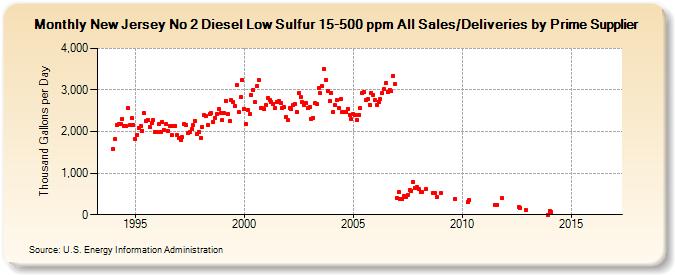 Monthly New Jersey No 2 Diesel Low Sulfur 15-500 ppm All Sales/Deliveries by Prime Supplier
Thousand Gallons per Day
4,000
3,000
2,000
1,000
0
1995 2000 2005 2010 2015
Source: U.S. Energy Information Administration